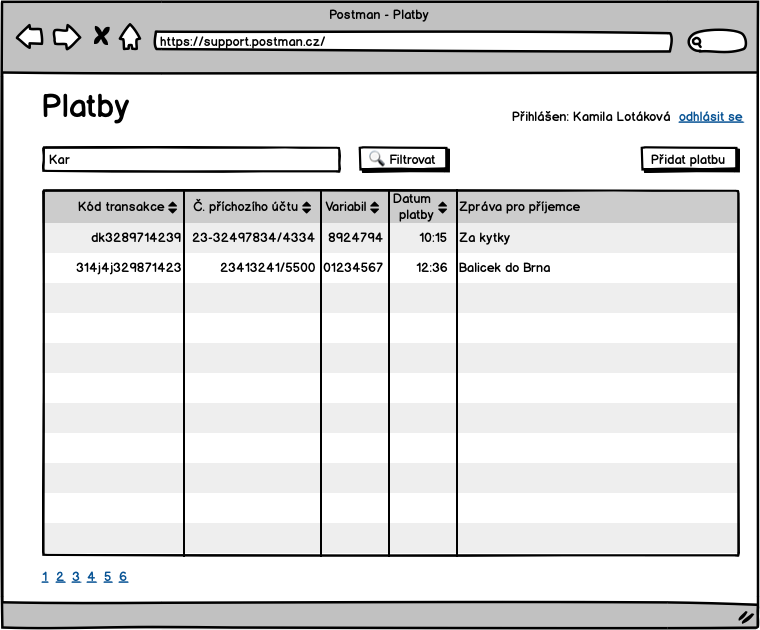 Postman - Platby
https://support.postman.cz/
Platby
Přihlášen: Kamila Lotáková odhlásit se
Kar
Filtrovat
Přidat platbu
Kód transakce
Č. příchozího účtu
Variabil
Datum
platby
Zpráva pro příjemce
dk3289714239 23-32497834/4334 8924794 10:15 Za kytky
314j4j329871423 23413241/5500 01234567 12:36 Balicek do Brna
1 2 3 4 5 6